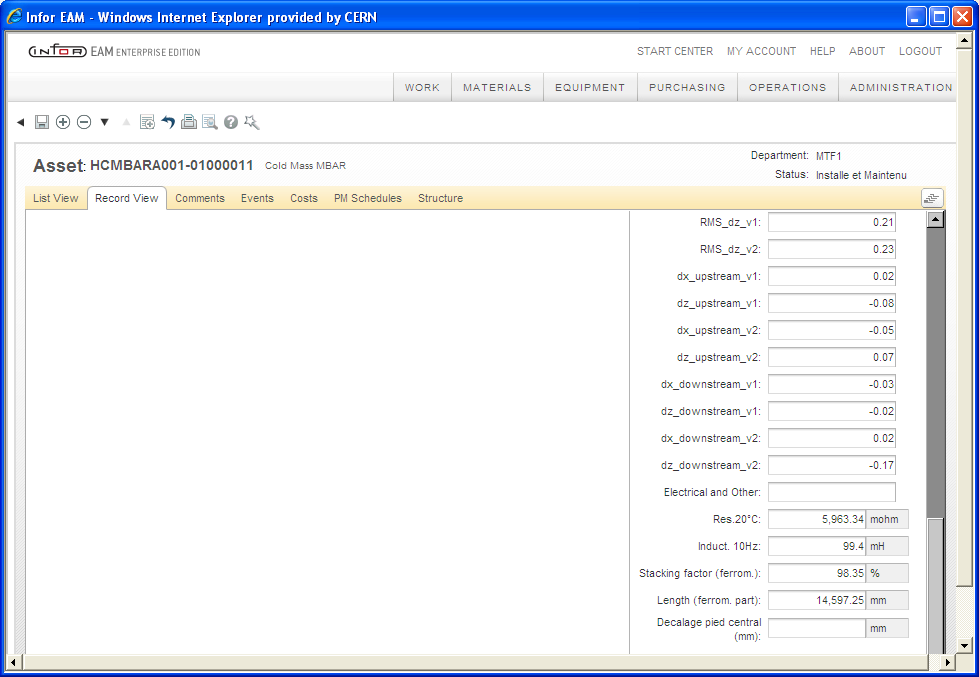 Infor EAM - Windows Internet Explorer provided by CERN
infor EAM ENTERPRISE EDITION
START CENTER MY ACCOUNT HELP ABOUT LOGOUT
WORK MATERIALS EQUIPMENT PURCHASING OPERATIONS ADMINISTRATION
Asset: HCMBARA001-01000011 Cold Mass MBAR
Department: MTF1
Status: Installe et Maintenu
List View Record View Comments Events Costs PM Schedules Structure
RMS_dz_v1: 0.21
RMS_dz_v2: 0.23
dx_upstream_v1: 0.02
dz_upstream_v1: -0.08
dx_upstream_v2: -0.05
dz_upstream_v2: 0.07
dx_downstream_v1: -0.03
dz_downstream_v1: -0.02
dx_downstream_v2: 0.02
dz_downstream_v2: -0.17
Electrical and Other:
Res.20°C: 5,963.34 mohm
Induct. 10Hz: 99.4 mH
Stacking factor (ferrom.): 98.35 %
Length (ferrom. part): 14,597.25 mm
Decalage pied central
(mm): mm